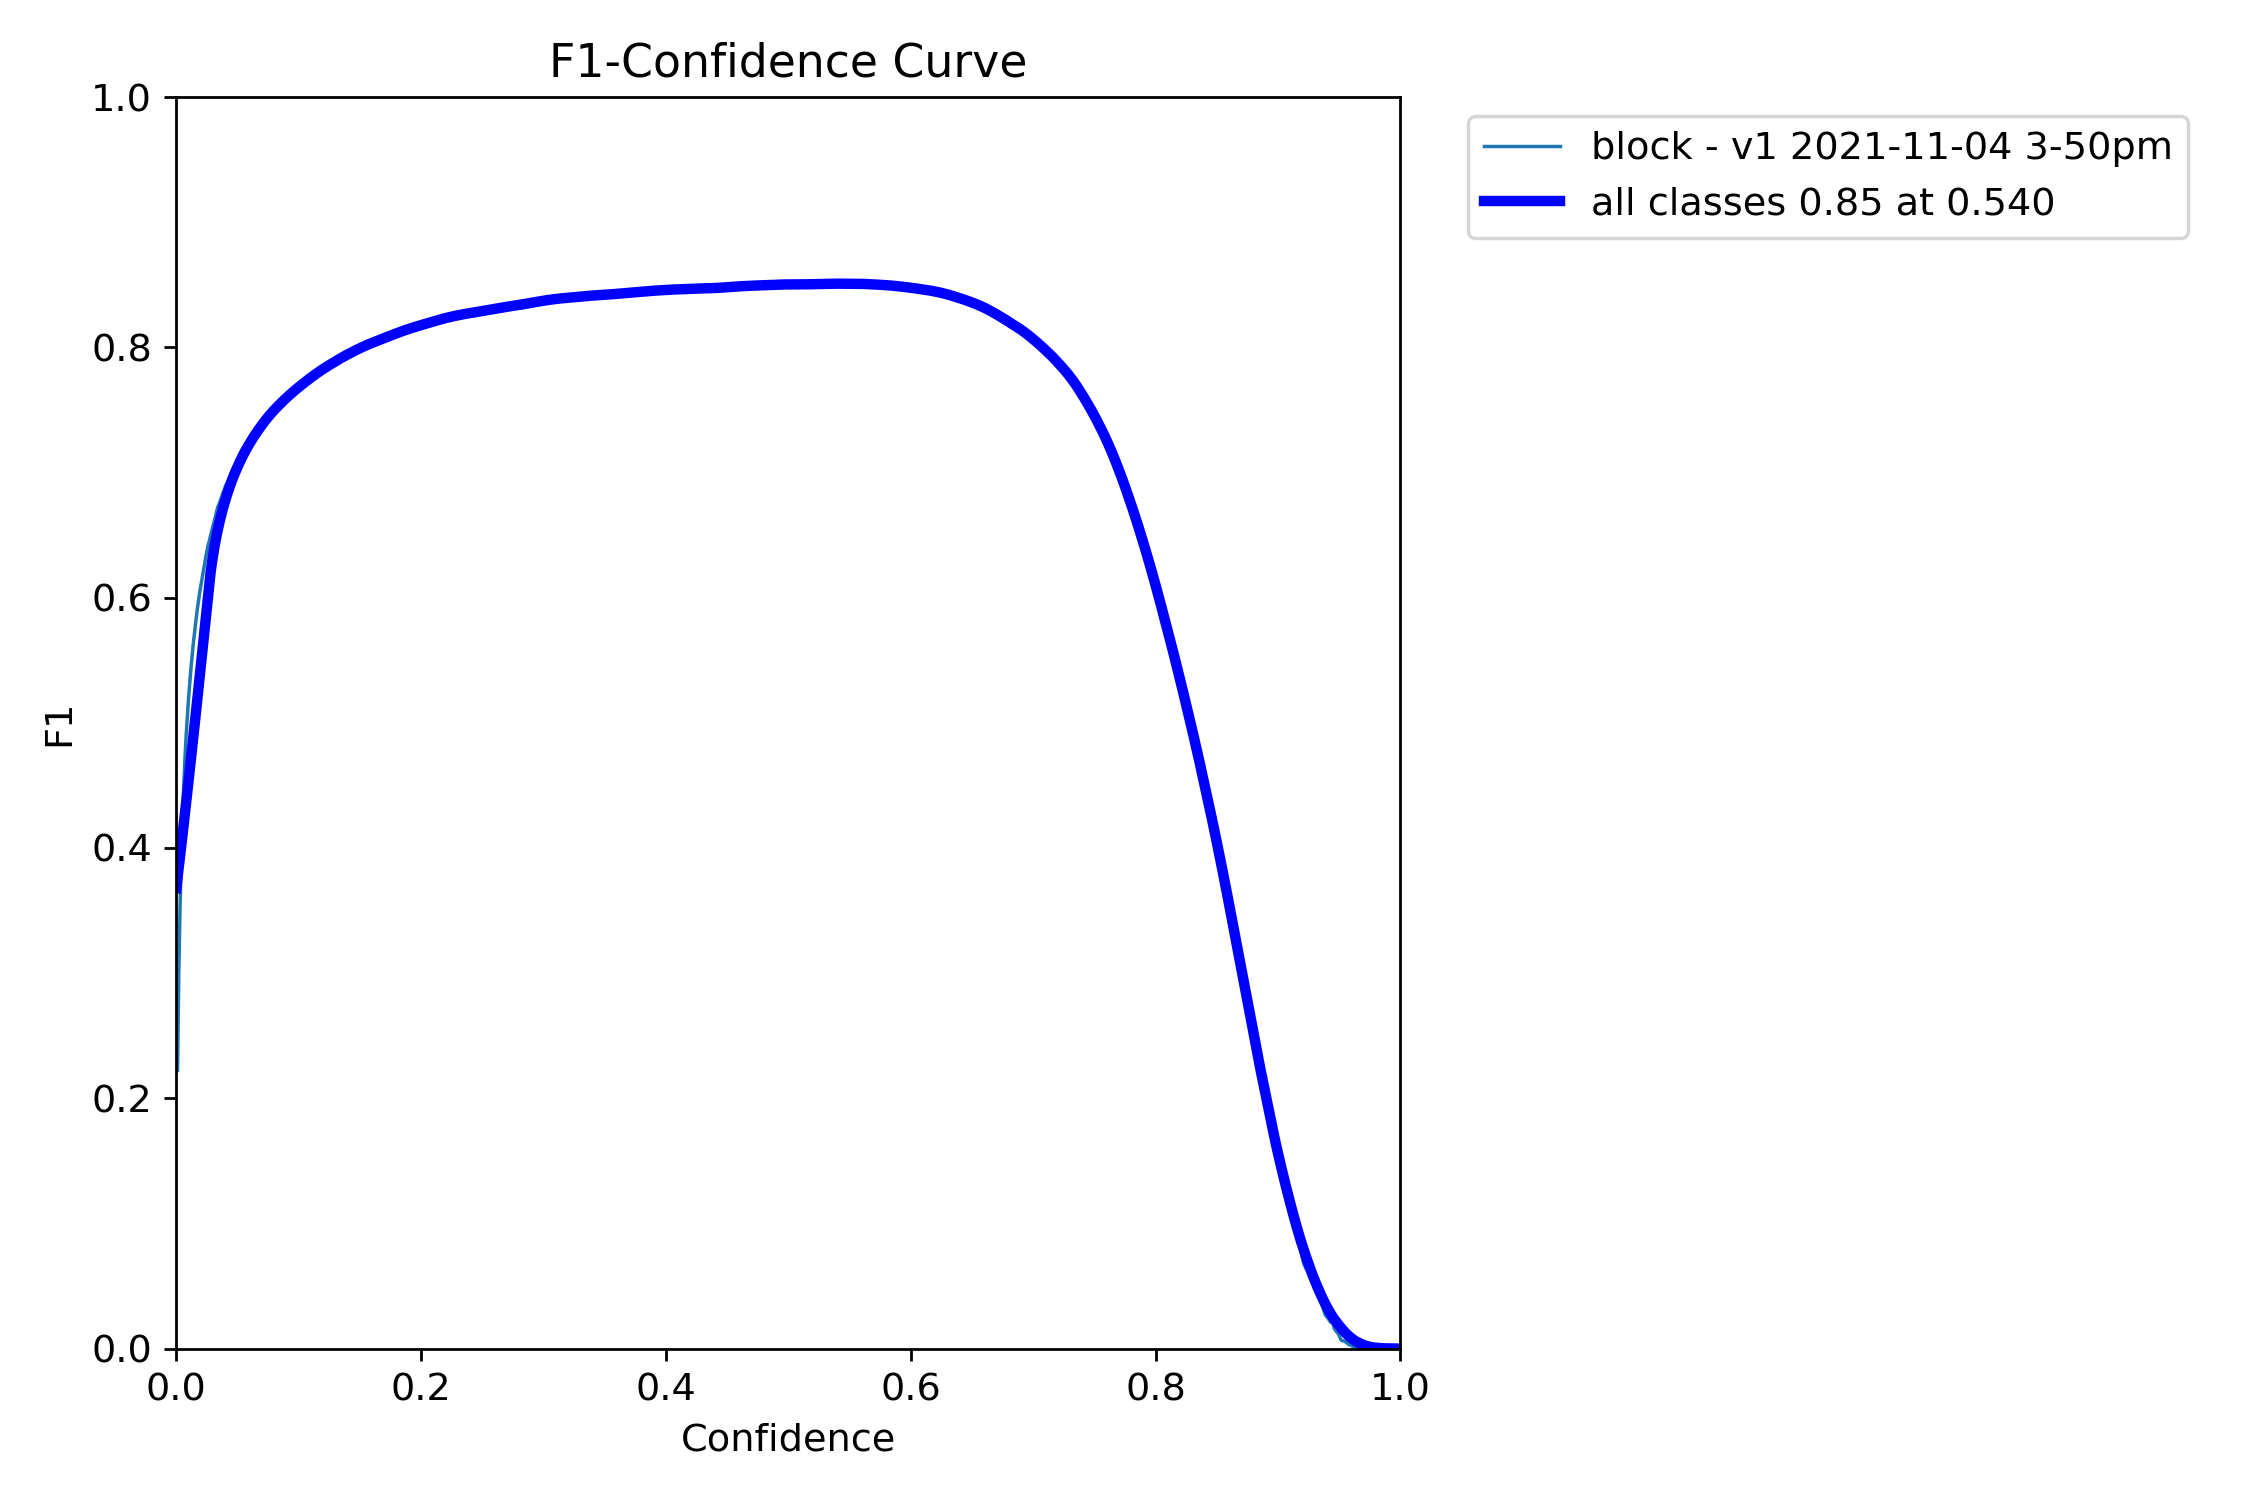 F1-Confidence Curve
1.0
0.8
0.6
0.4
0.2
0.0
F1
0.0 0.2 0.4 0.6 0.8 1.0
Confidence
block - v1 2021-11-04 3-50pm
all classes 0.85 at 0.540